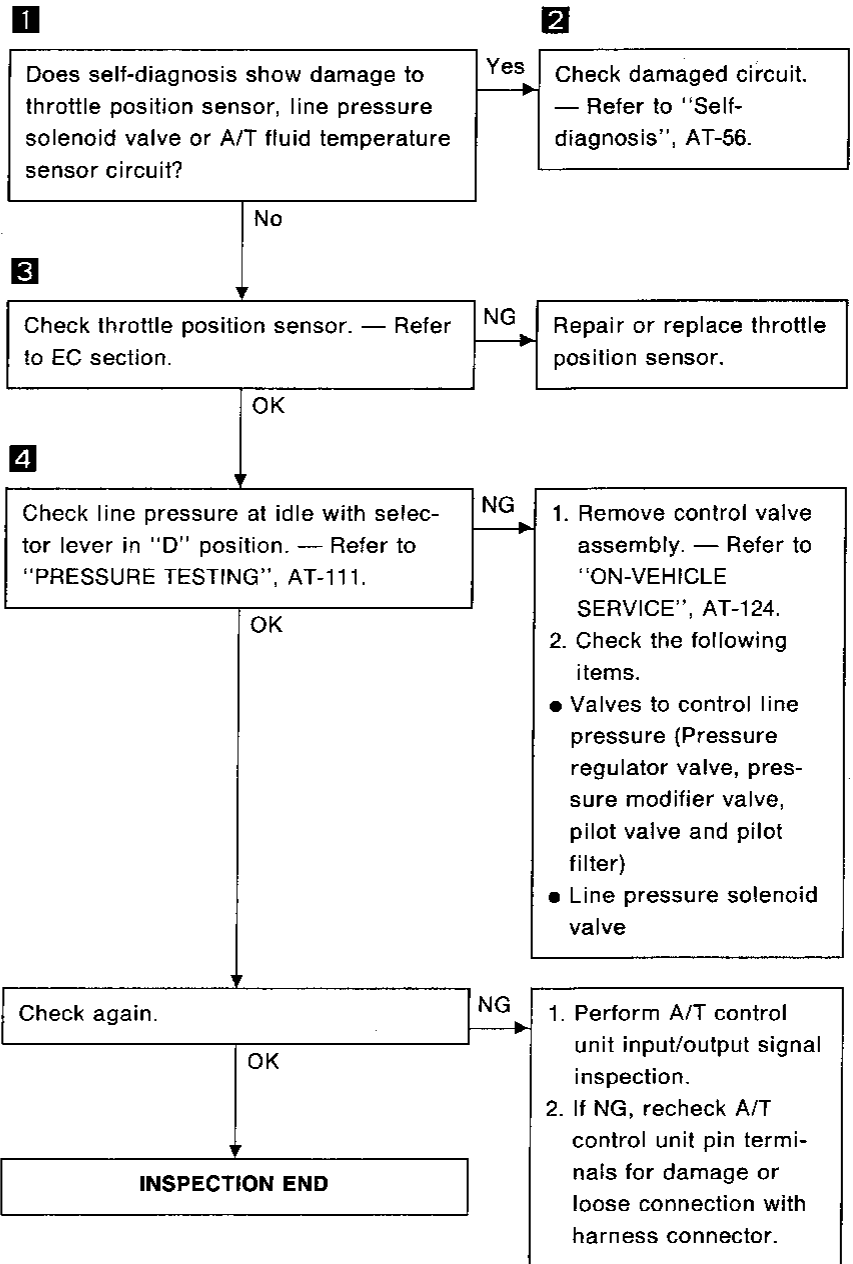 1
Does self-diagnosis show damage to
throttle position sensor, line pressure
solenoid valve or A/T fluid temperature
sensor circuit?
Yes
2
Check damaged circuit.
— Refer to "Self-
diagnosis", AT-56.
No
3
Check throttle position sensor. — Refer
to EC section.
NG
Repair or replace throttle
position sensor.
OK
4
Check line pressure at idle with selec-
tor lever in "D" position. — Refer to
"PRESSURE TESTING", AT-111.
NG
1. Remove control valve
assembly. — Refer to
"ON-VEHICLE
SERVICE", AT-124.
2. Check the following
items.
● Valves to control line
pressure (Pressure
regulator valve, pres-
sure modifier valve,
pilot valve and pilot
filter)
● Line pressure solenoid
valve
OK
Check again.
NG
1. Perform A/T control
unit input/output signal
inspection.
2. If NG, recheck A/T
control unit pin termi-
nals for damage or
loose connection with
harness connector.
OK
INSPECTION END